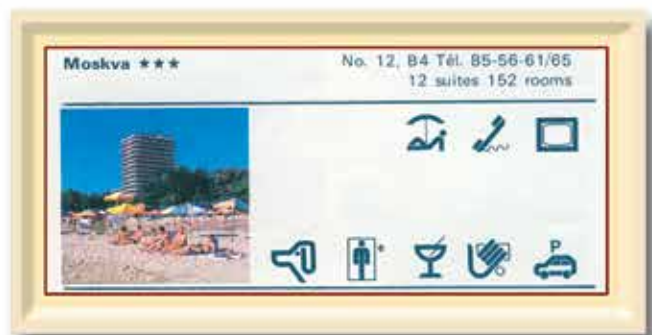 Moskva ★★★
No. 12, B4 Tél. 85-56-61/65
12 suites 152 rooms
P